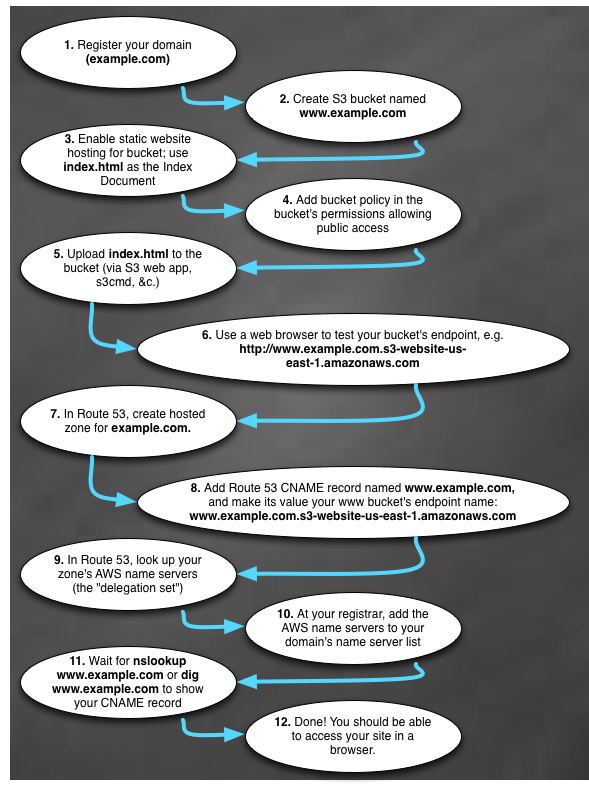 1. Register your domain
(example.com)
2. Create S3 bucket named
www.example.com
3. Enable static website
hosting for bucket; use
index.html as the Index
Document
4. Add bucket policy in the
bucket's permissions allowing
public access
5. Upload index.html to the
bucket (via S3 web app,
s3cmd, &c.)
6. Use a web browser to test your bucket's endpoint, e.g.
http://www.example.com.s3-website-us-
east-1.amazonaws.com
7. In Route 53, create hosted
zone for example.com.
8. Add Route 53 CNAME record named www.example.com,
and make its value your www bucket's endpoint name:
www.example.com.s3-website-us-east-1.amazonaws.com
9. In Route 53, look up your
zone's AWS name servers
(the "delegation set")
10. At your registrar, add the
AWS name servers to your
domain's name server list
11. Wait for nslookup
www.example.com or dig
www.example.com to show
your CNAME record
12. Done! You should be able
to access your site in a
browser.